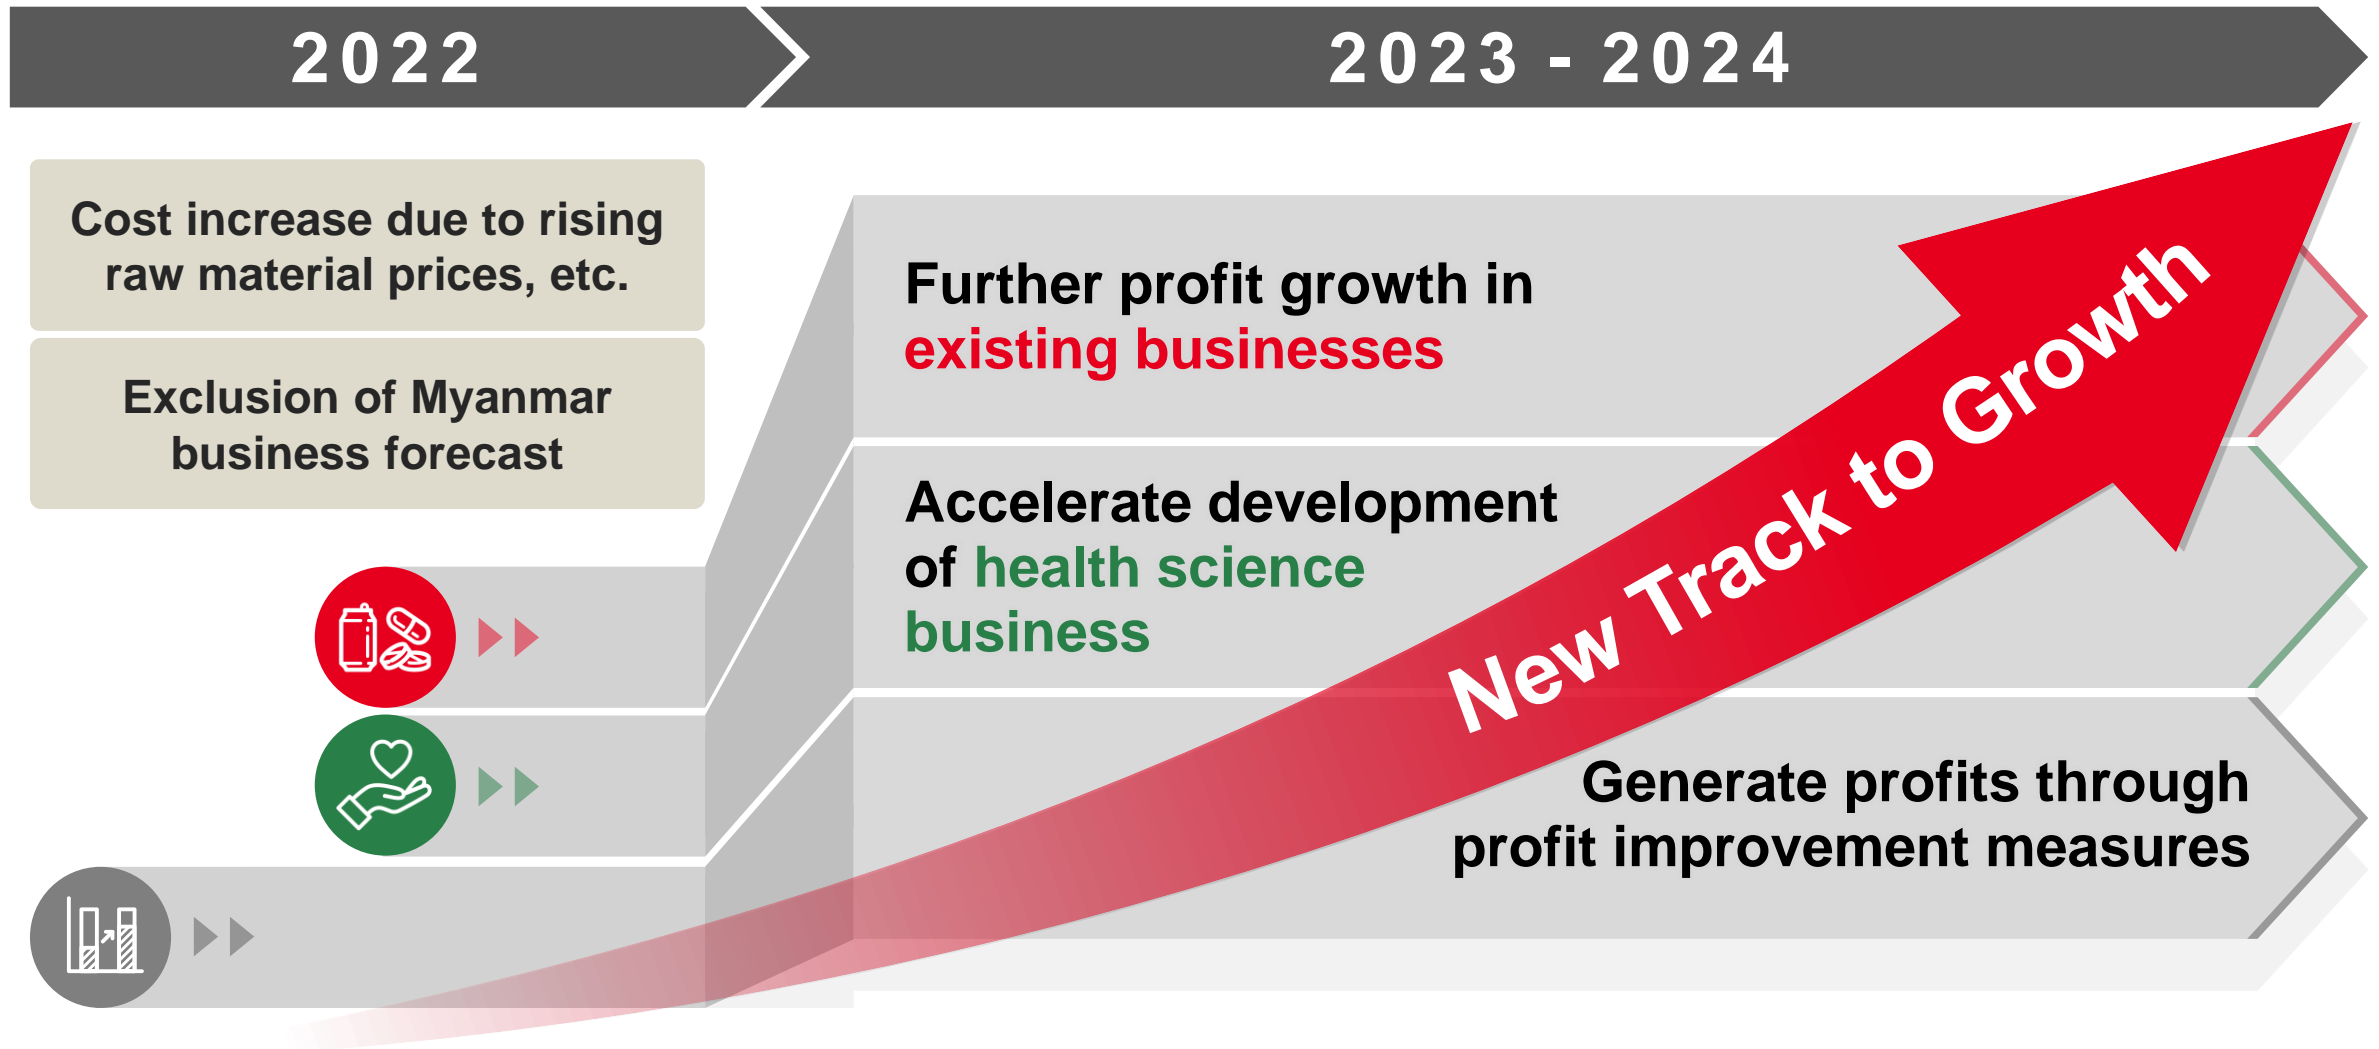 2022
2023 - 2024
Cost increase due to rising
raw material prices, etc.
Exclusion of Myanmar
business forecast
Further profit growth in
existing businesses
Accelerate development
of health science
business
New Track to Growth
Generate profits through
profit improvement measures